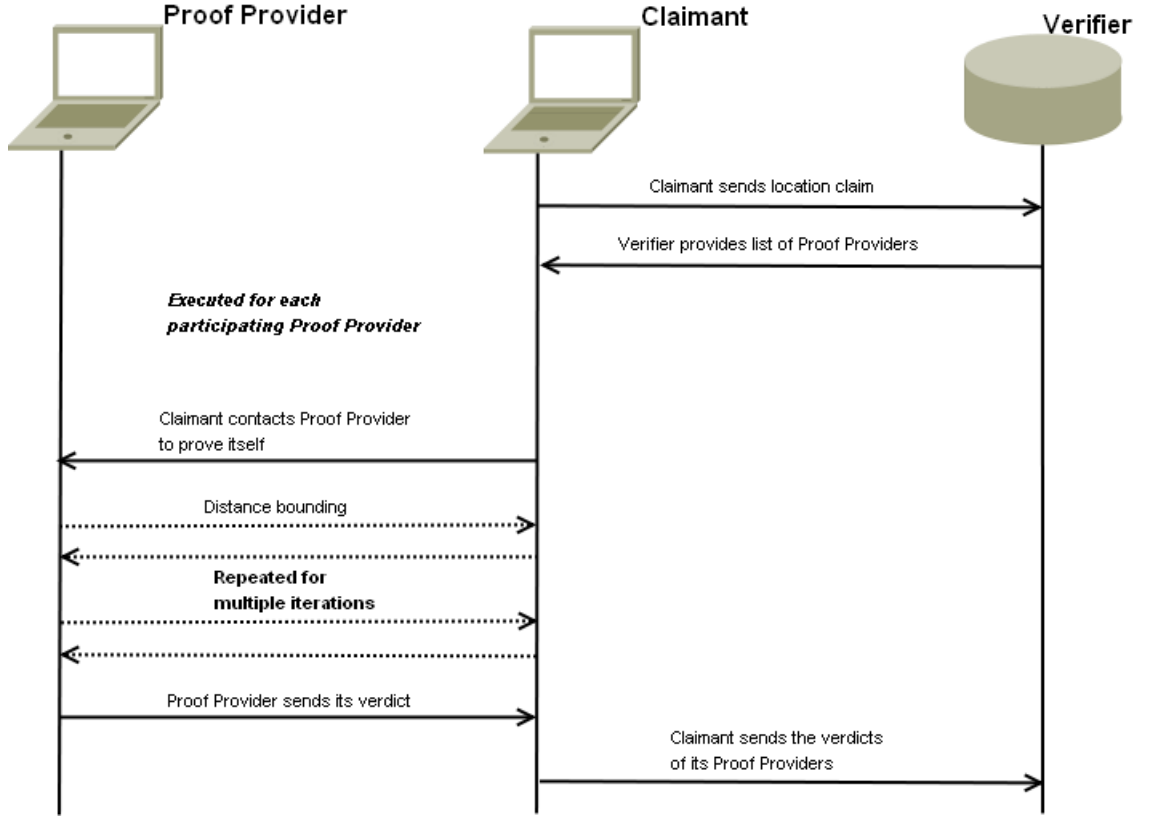 Proof Provider
Claimant
Verifier
Claimant sends location claim
Verifier provides list of Proof Providers
Executed for each
participating Proof Provider
Claimant contacts Proof Provider
to prove itself
Distance bounding
Repeated for
multiple iterations
Proof Provider sends its verdict
Claimant sends the verdicts
of its Proof Providers